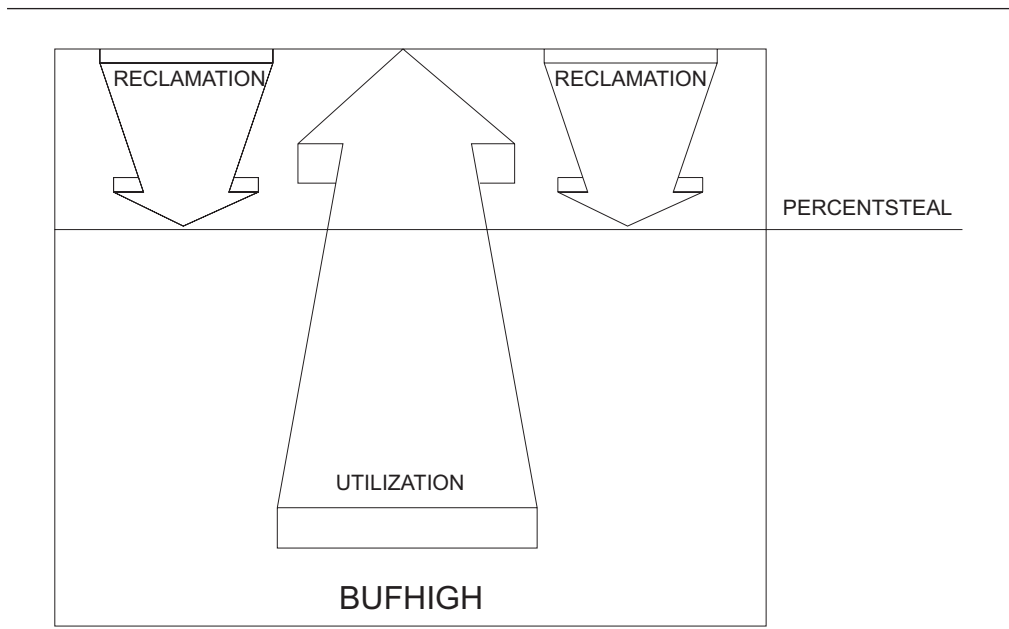 RECLAMATION
RECLAMATION
PERCENTSTEAL
UTILIZATION
BUFHIGH